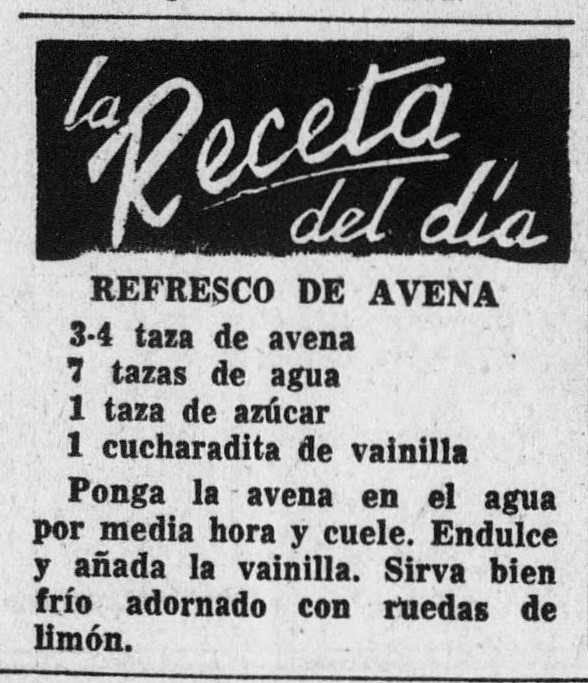 la Receta
del día
REFRESCO DE AVENA
3-4 taza de avena
7 tazas de agua
1 taza de azúcar
1 cucharadita de vainilla
Ponga la avena en el agua
por media hora y cuele. Endulce
y añada la vainilla. Sirva bien
frío adornado con ruedas de
limón.